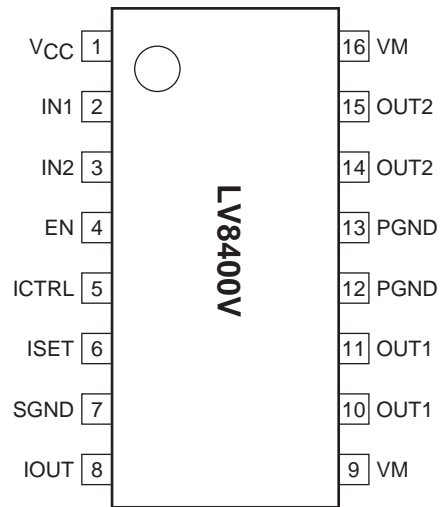 VCC 1 16 VM
IN1 2 15 OUT2
IN2 3 14 OUT2
EN 4 13 PGND
ICTRL 5 12 PGND
ISET 6 11 OUT1
SGND 7 10 OUT1
IOUT 8 9 VM
LV8400V